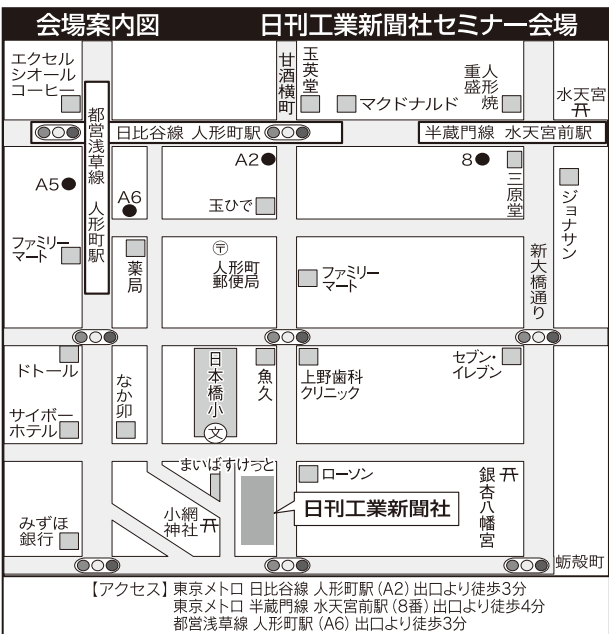 会場案内図 日刊工業新聞社セミナー会場
エクセル
シオール
コーヒー
甘酒横町
玉英堂
マクドナルド
人形焼
重盛
水天宮
都営浅草線 人形町駅
日比谷線 人形町駅
半蔵門線 水天宮前駅
A5
A6
A2
8
三原堂
ジョナサン
玉ひで
ファミリー
マート
薬局
〒
人形町
郵便局
ファミリー
マート
新大橋通り
ドトール
なか卯
日本橋小
文
魚久
上野歯科
クリニック
セブン・
イレブン
サイボー
ホテル
まいばすけっと
ローソン
銀杏八幡宮
日刊工業新聞社
小網
神社
みずほ
銀行
蛎殻町
【アクセス】東京メトロ 日比谷線 人形町駅(A2)出口より徒歩3分
東京メトロ 半蔵門線 水天宮前駅(8番)出口より徒歩4分
都営浅草線 人形町駅(A6)出口より徒歩3分